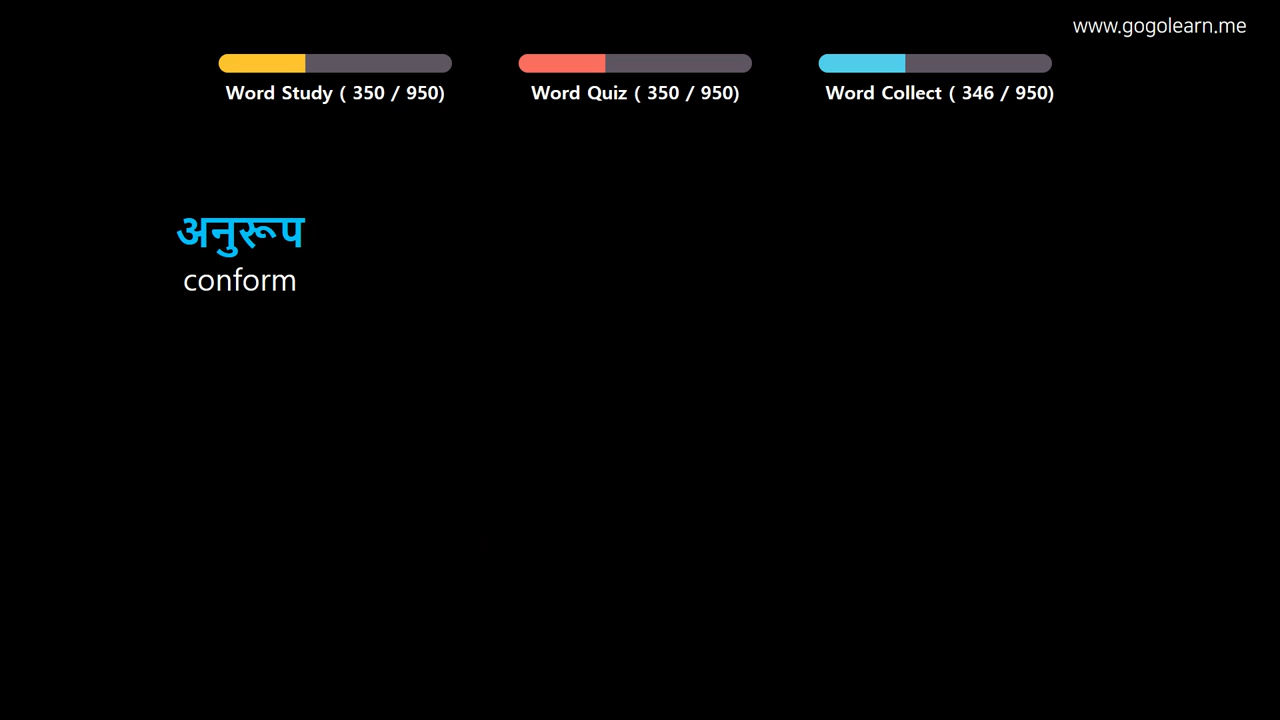 www.gogolearn.me
Word Study ( 350 / 950)
Word Quiz ( 350 / 950)
Word Collect ( 346 / 950)
अनुरूप
conform